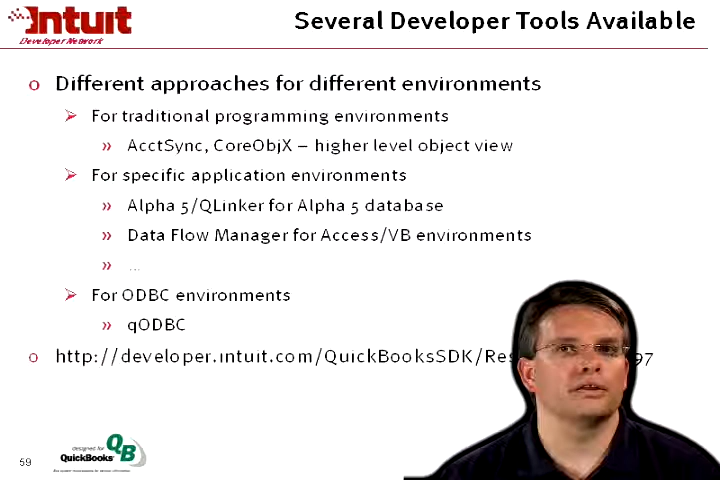 Intuit
Developer Network
Several Developer Tools Available
o Different approaches for different environments
➢ For traditional programming environments
» AcctSync, CoreObjX – higher level object view
➢ For specific application environments
» Alpha 5/QLinker for Alpha 5 database
» Data Flow Manager for Access/VB environments
» ...
➢ For ODBC environments
» qODBC
o http://developer.intuit.com/QuickBooksSDK/Res 97
59
designed for
QuickBooks
QB